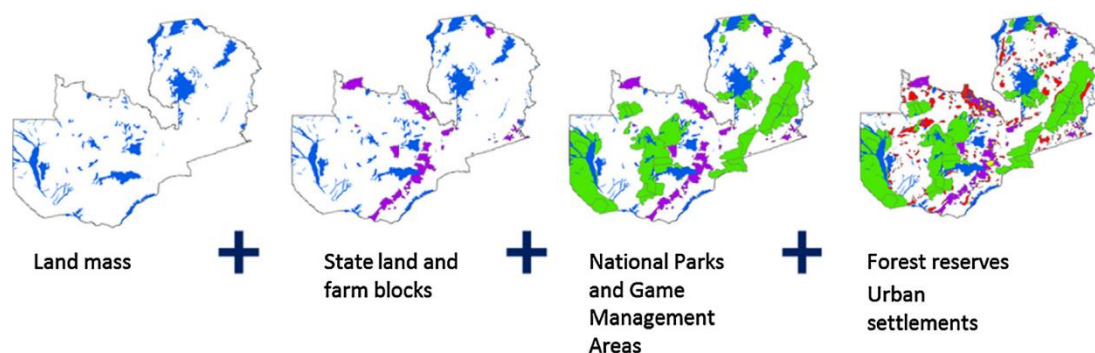 Land mass
State land and
farm blocks
National Parks
and Game
Management
Areas
Forest reserves
Urban
settlements